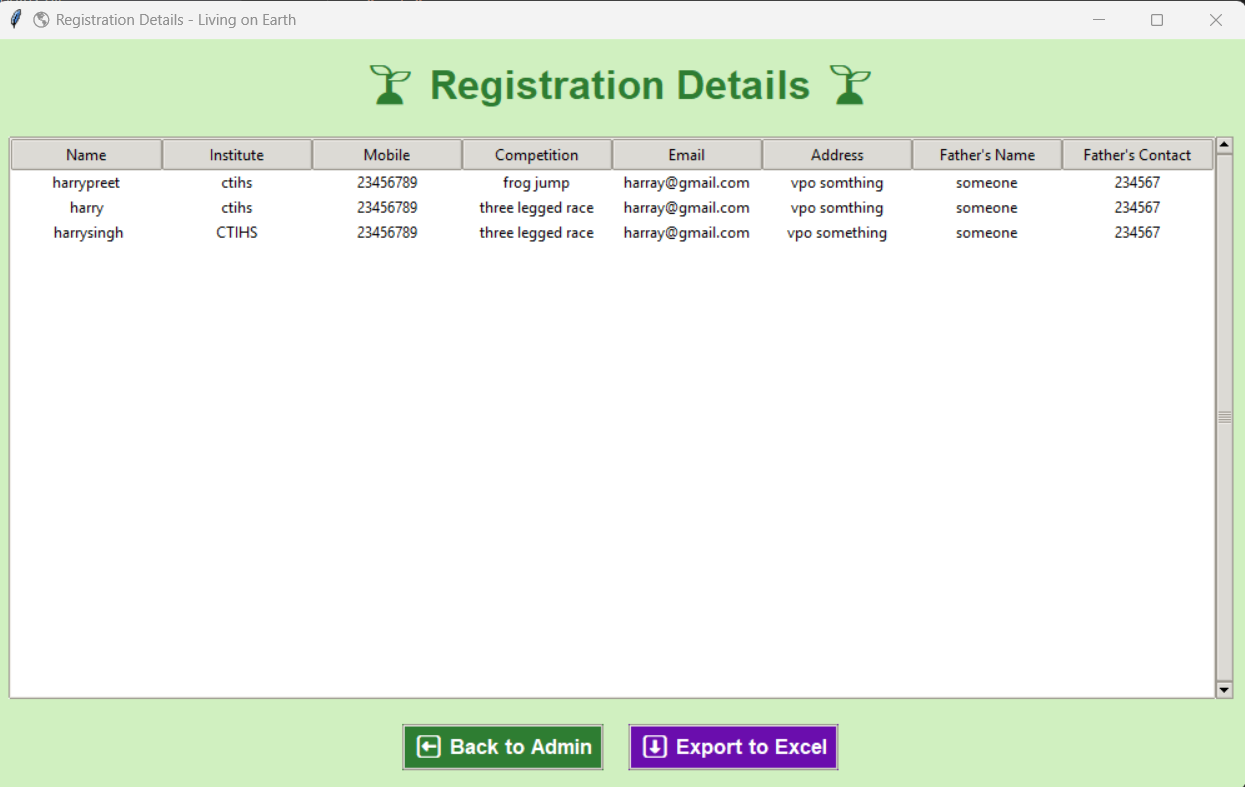 Registration Details - Living on Earth
Registration Details
Name Institute Mobile Competition Email Address Father's Name Father's Contact
harrypreet ctihs 23456789 frog jump harray@gmail.com vpo somthing someone 234567
harry ctihs 23456789 three legged race harray@gmail.com vpo somthing someone 234567
harrysingh CTIHS 23456789 three legged race harray@gmail.com vpo something someone 234567
Back to Admin Export to Excel